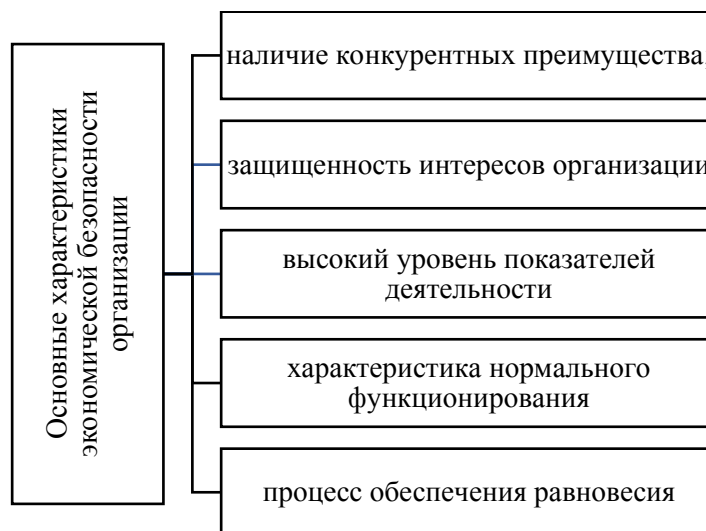 Основные характеристики
экономической безопасности
организации
наличие конкурентных преимущества,
защищенность интересов организации
высокий уровень показателей
деятельности
характеристика нормального
функционирования
процесс обеспечения равновесия